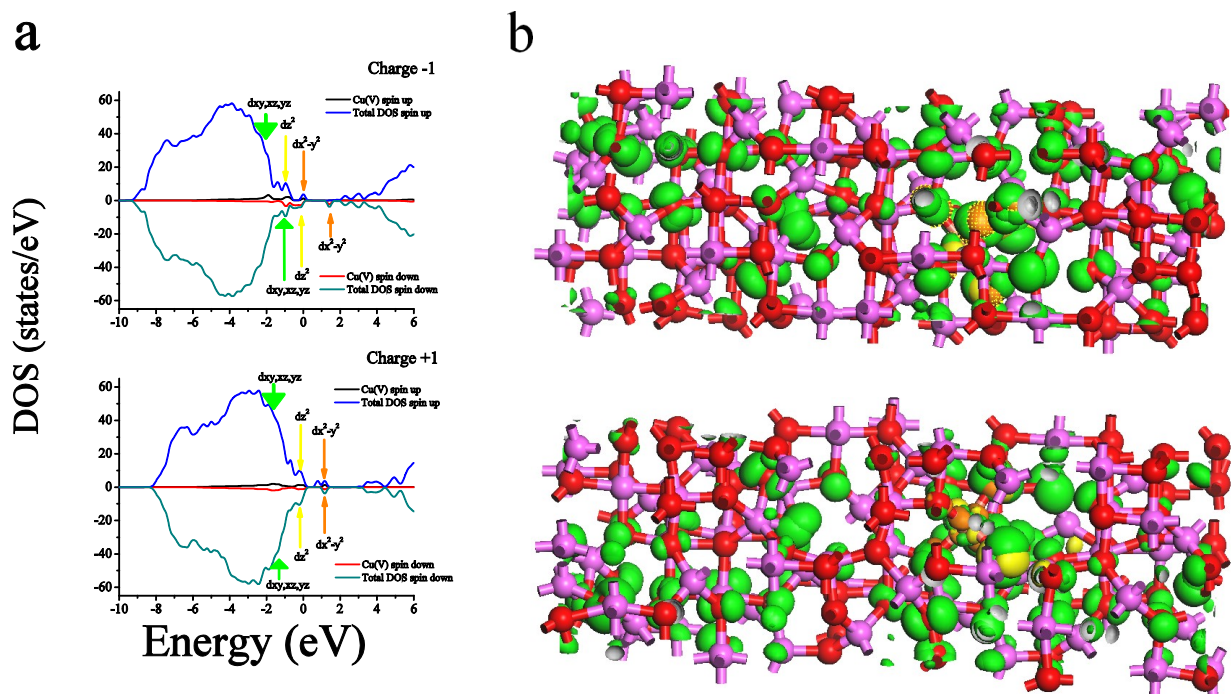 a
b
DOS (states/eV)
Charge -1
60
40
20
0
-20
-40
-60
Cu(V) spin up
Total DOS spin up
dxy,xz,yz
dz²
dx²-y²
dx²-y²
dz²
dxy,xz,yz
Cu(V) spin down
Total DOS spin down
-10 -8 -6 -4 -2 0 2 4 6
Charge +1
60
40
20
0
-20
-40
-60
dxy,xz,yz
Cu(V) spin up
Total DOS spin up
dz²
dx²-y²
dx²-y²
dz²
dxy,xz,yz
Cu(V) spin down
Total DOS spin down
-10 -8 -6 -4 -2 0 2 4 6
Energy (eV)